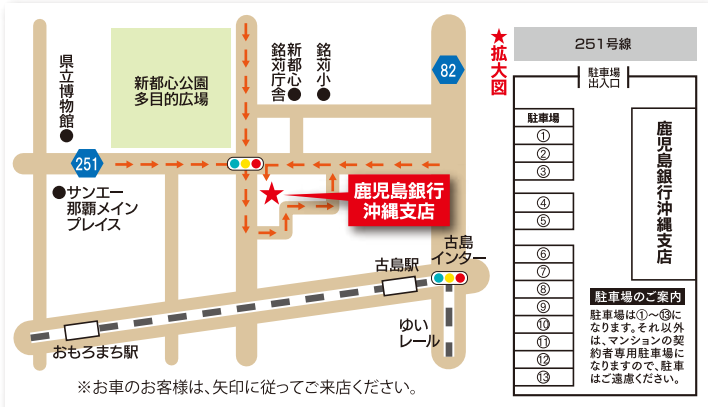 県立博物館
新都心公園
多目的広場
新都心
銘苅庁舎
銘苅小
82
251
サンエー
那覇メイン
プレイス
鹿児島銀行
沖縄支店
古島
インター
古島駅
おもろまち駅
ゆい
レール
※お車のお客様は、矢印に従ってご来店ください。
★拡大図
251号線
駐車場
出入口
駐車場
①
②
③
④
⑤
⑥
⑦
⑧
⑨
⑩
⑪
⑫
⑬
鹿児島銀行沖縄支店
駐車場のご案内
駐車場は①〜⑬に
なります。それ以外
は、マンションの契
約者専用駐車場に
なりますので、駐車
はご遠慮ください。